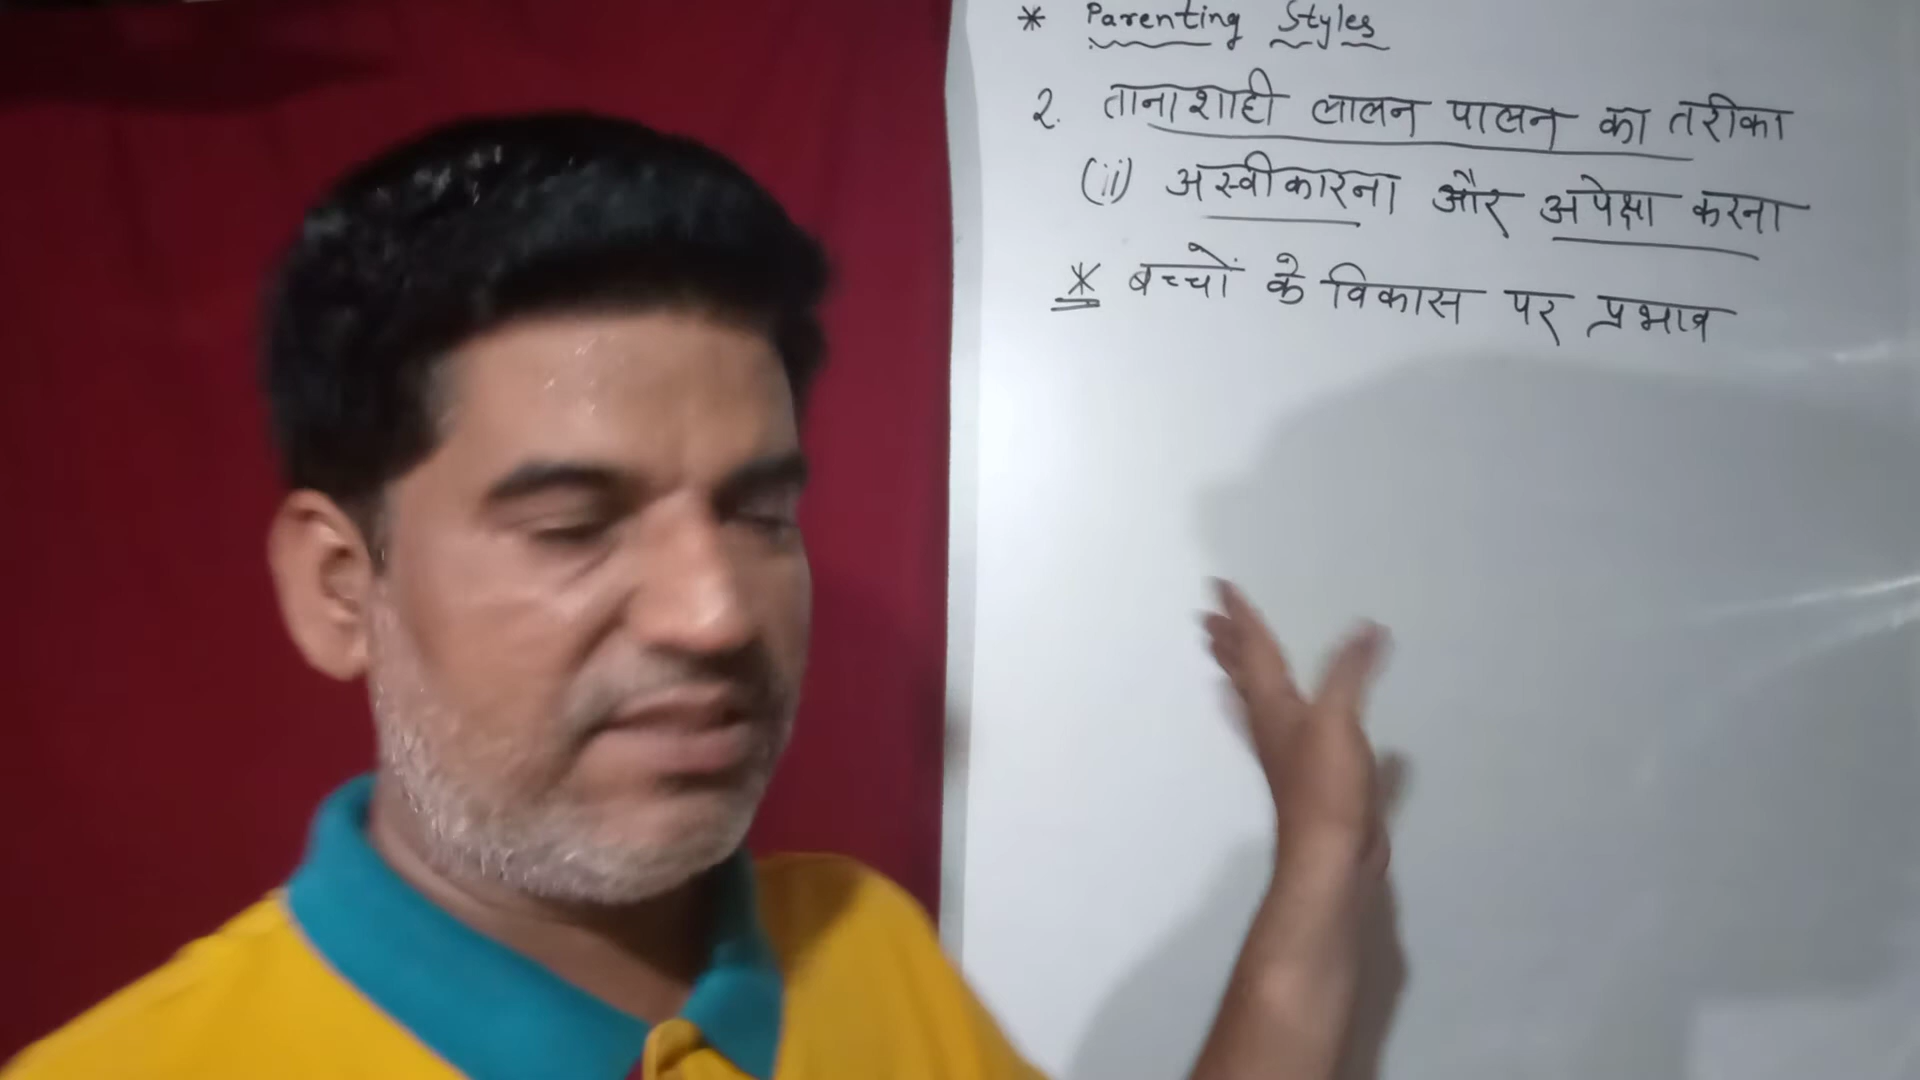 * Parenting Styles
2. तानाशाही लालन पालन का तरीका
(ii) अस्वीकारना और अपेक्षा करना
* बच्चों के विकास पर प्रभाव